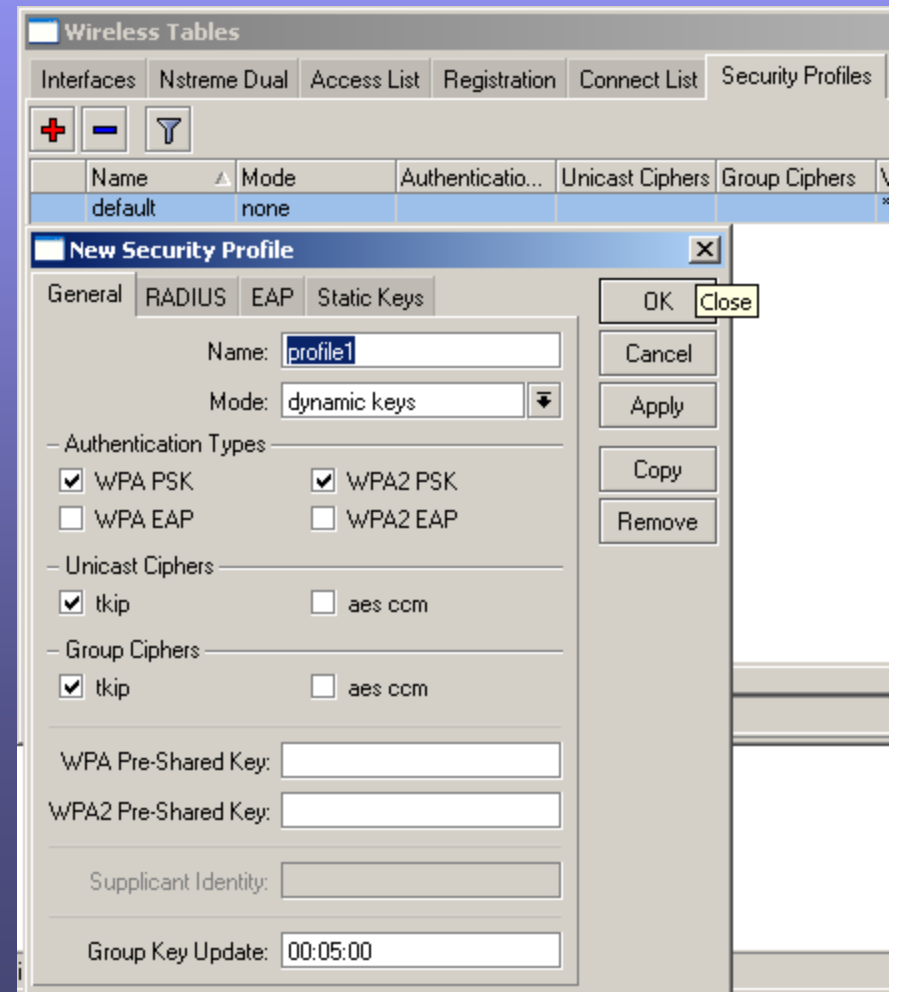 Wireless Tables
Interfaces Nstreme Dual Access List Registration Connect List Security Profiles
Name Mode Authenticatio... Unicast Ciphers Group Ciphers
default none
New Security Profile
General RADIUS EAP Static Keys
OK
Close
Name: profile1
Cancel
Mode: dynamic keys
Apply
Authentication Types
WPA PSK WPA2 PSK
Copy
WPA EAP WPA2 EAP
Remove
Unicast Ciphers
tkip aes ccm
Group Ciphers
tkip aes ccm
WPA Pre-Shared Key:
WPA2 Pre-Shared Key:
Supplicant Identity:
Group Key Update: 00:05:00